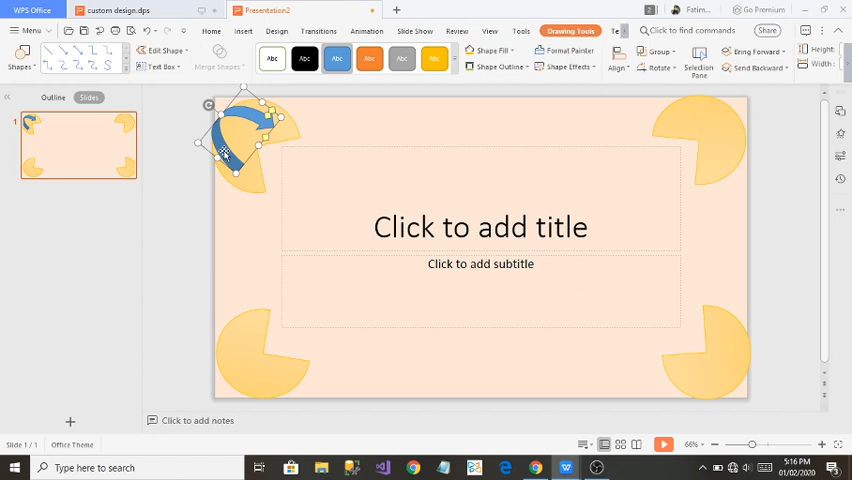 WPS Office
custom design.dps
Presentation2
2
Fatim...
Go Premium
Menu
Home
Insert
Design
Transitions
Animation
Slide Show
Review
View
Tools
Drawing Tools
Click to find commands
Share
Shapes
Edit Shape
Text Box
Merge Shapes
Abc
Abc
Abc
Abc
Abc
Abc
Shape Fill
Shape Outline
Format Painter
Shape Effects
Align
Group
Rotate
Selection
Pane
Bring Forward
Send Backward
Height:
Width:
Outline
Slides
1
Click to add title
Click to add subtitle
Click to add notes
Slide 1 / 1
Office Theme
66%
Type here to search
5:16 PM
01/02/2020
3